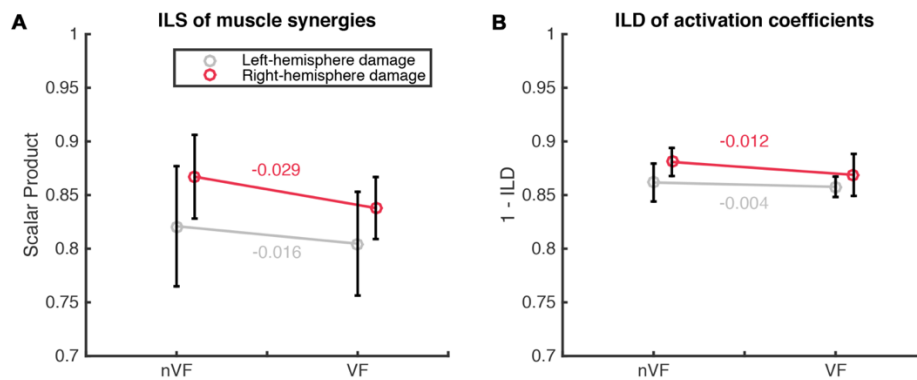 A
ILS of muscle synergies
1
0.95
0.9
0.85
0.8
0.75
0.7
Scalar Product
Left-hemisphere damage
Right-hemisphere damage
-0.029
-0.016
nVF
VF
B
ILD of activation coefficients
1
0.95
0.9
0.85
0.8
0.75
0.7
1 - ILD
-0.012
-0.004
nVF
VF